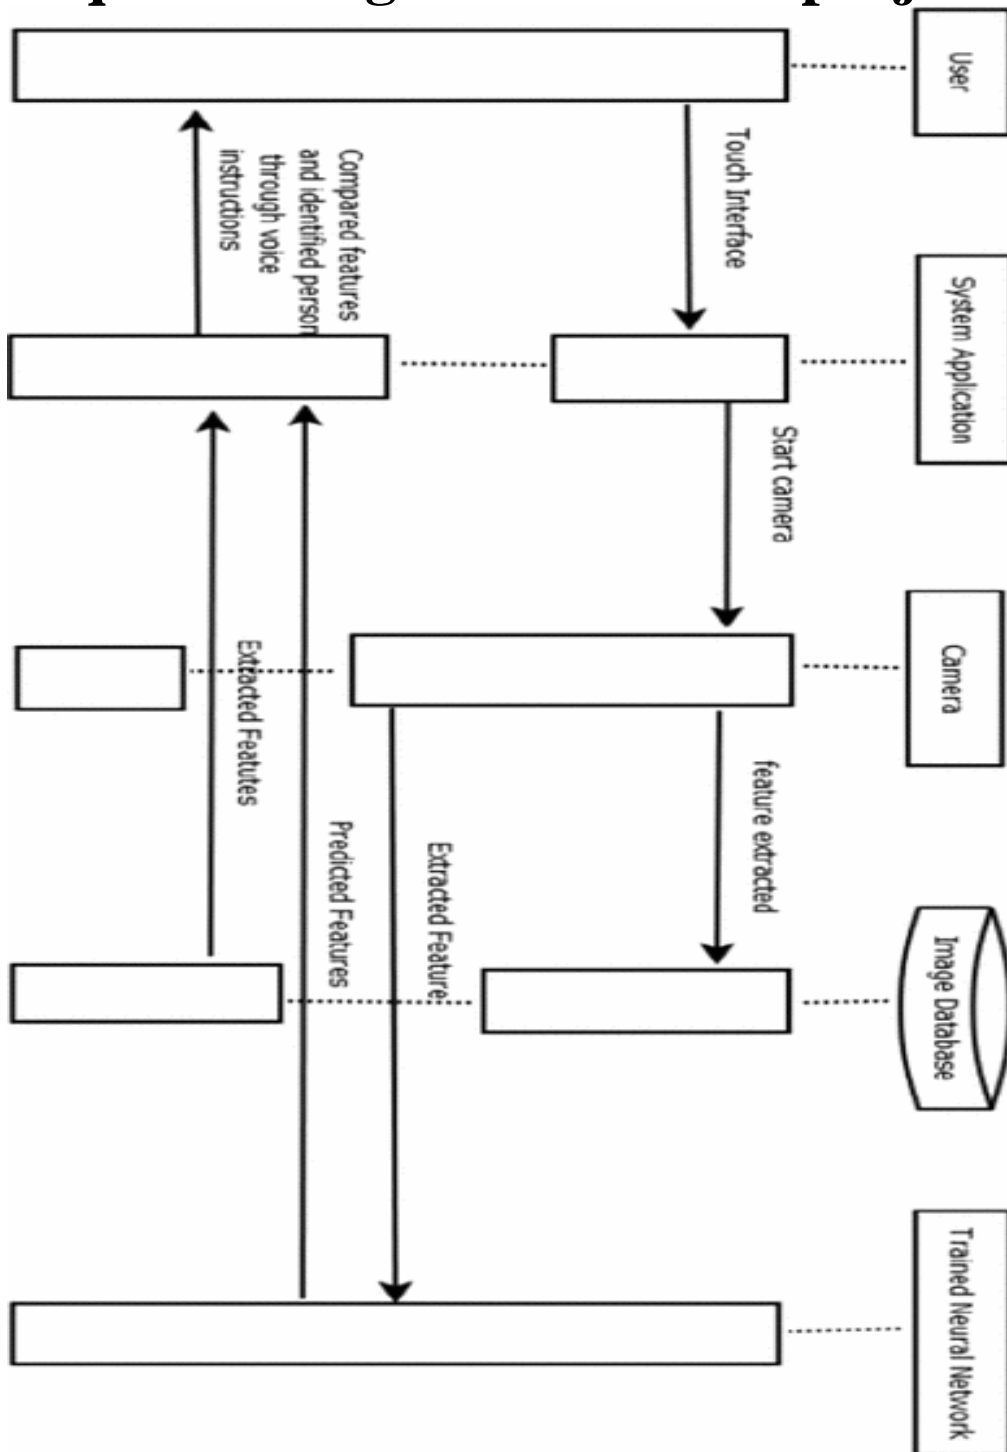 User
System Application
Camera
Image Database
Trained Neural Network
Touch Interface
Start camera
feature extracted
Extracted Feature
Predicted Features
Compared features
and identified person
through voice
instructions
Extracted Featutes